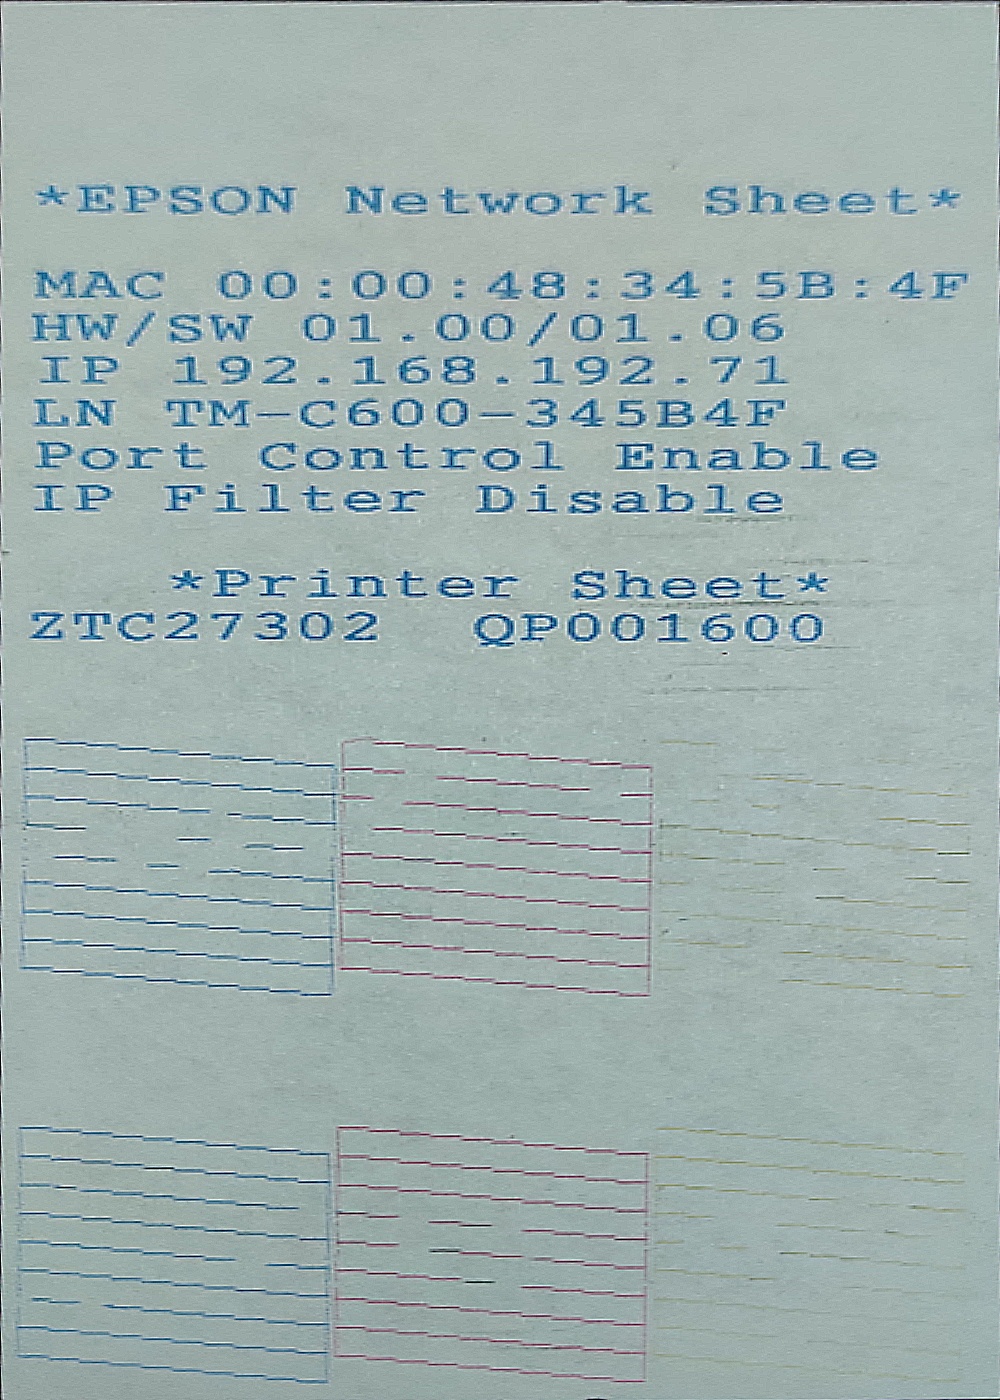 *EPSON Network Sheet*
MAC 00:00:48:34:5B:4F
HW/SW 01.00/01.06
IP 192.168.192.71
LN TM-C600-345B4F
Port Control Enable
IP Filter Disable
*Printer Sheet*
ZTC27302 QP001600